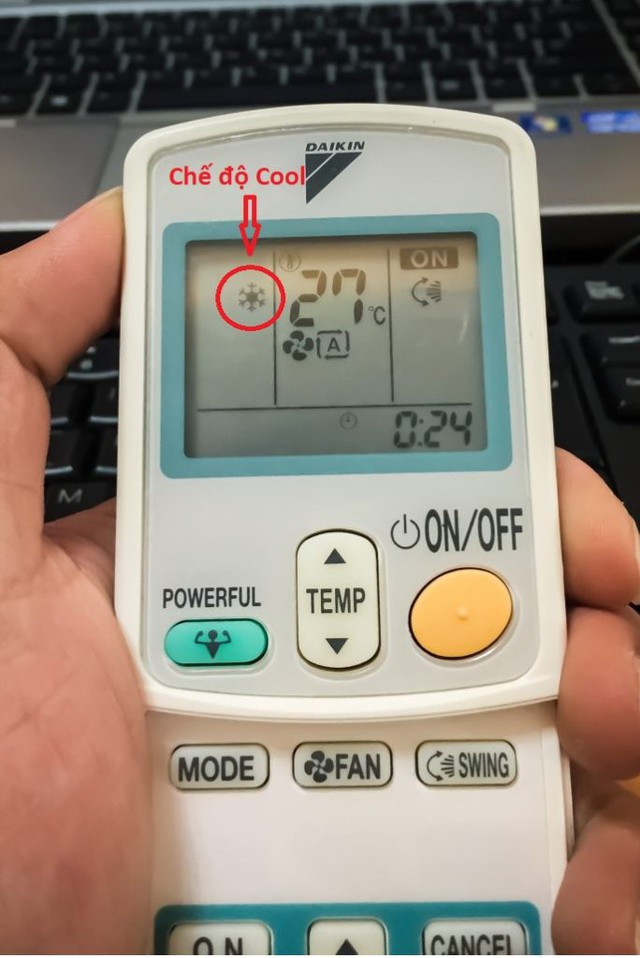 DAIKIN
Chế độ Cool
ON
27 °C
A
0:24
ON/OFF
POWERFUL
TEMP
MODE
FAN
SWING
ON
CANCEL
M